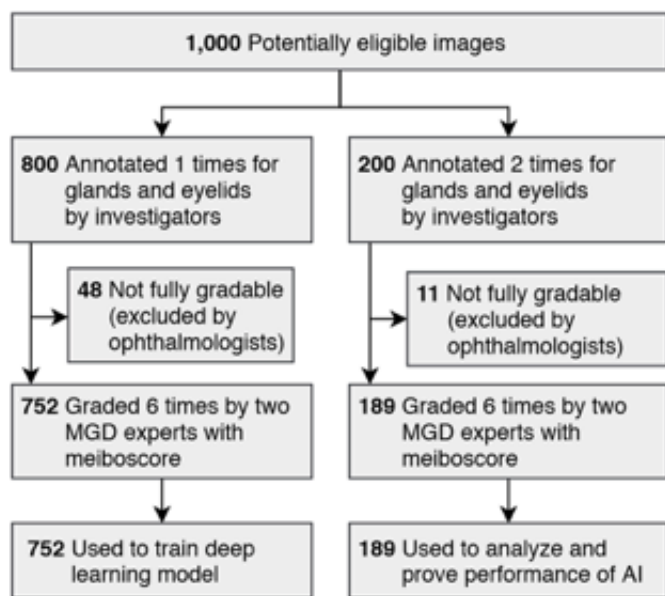 1,000 Potentially eligible images
800 Annotated 1 times for
glands and eyelids
by investigators
200 Annotated 2 times for
glands and eyelids
by investigators
48 Not fully gradable
(excluded by
ophthalmologists)
11 Not fully gradable
(excluded by
ophthalmologists)
752 Graded 6 times by two
MGD experts with
meiboscore
189 Graded 6 times by two
MGD experts with
meiboscore
752 Used to train deep
learning model
189 Used to analyze and
prove performance of AI